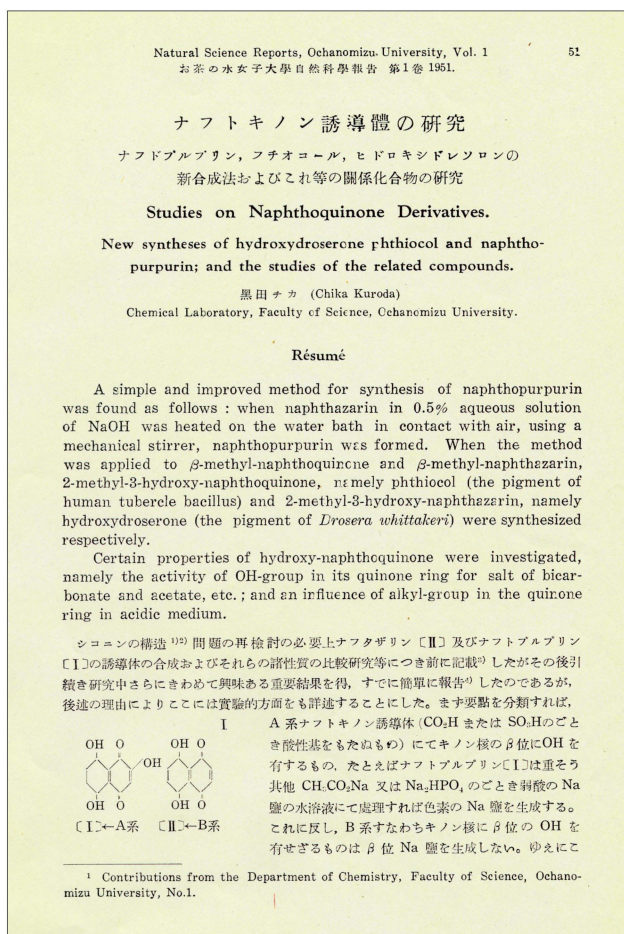 Natural Science Reports, Ochanomizu University, Vol. 1 51
お茶の水女子大學自然科學報告 第1卷 1951.
ナフトキノン誘導體の硏究
ナフドプルプリン，フチオコール，ヒドロキシドレソロンの
新合成法およびこれ等の關係化合物の硏究
Studies on Naphthoquinone Derivatives.
New syntheses of hydroxydroserone phthiocol and naphtho-
purpurin; and the studies of the related compounds.
黑田チカ (Chika Kuroda)
Chemical Laboratory, Faculty of Science, Ochanomizu University.
Résumé
A simple and improved method for synthesis of naphthopurpurin
was found as follows : when naphthazarin in 0.5% aqueous solution
of NaOH was heated on the water bath in contact with air, using a
mechanical stirrer, naphthopurpurin was formed. When the method
was applied to β-methyl-naphthoquinone and β-methyl-naphthazarin,
2-methyl-3-hydroxy-naphthoquinone, namely phthiocol (the pigment of
human tubercle bacillus) and 2-methyl-3-hydroxy-naphthazarin, namely
hydroxydroserone (the pigment of Drosera whittakeri) were synthesized
respectively.
Certain properties of hydroxy-naphthoquinone were investigated,
namely the activity of OH-group in its quinone ring for salt of bicar-
bonate and acetate, etc. ; and an influence of alkyl-group in the quinone
ring in acidic medium.
シコニンの構造 ¹⁾²⁾ 問題の再檢討の必要上ナフタザリン〔Ⅱ〕及びナフトプルプリン
〔Ⅰ〕の誘導体の合成およびそれらの諸性質の比較硏究等につき前に記載³⁾ したがその後引
續き硏究中さらにきわめて興味ある重要結果を得，すでに簡單に報告⁴⁾ したのであるが，
後述の理由によりここには實驗的方面をも詳述することにした。まず要點を分類すれば，
Ⅰ A系ナフトキノン誘導体 (CO₂H または SO₃Hのごと
き酸性基をもたぬもの) にてキノン核のβ位にOHを
有するもの，たとえばナフトプルプリン〔Ⅰ〕は重そう
其他 CH₃CO₂Na 又は Na₂HPO₄ のごとき弱酸の Na
鹽の水溶液にて處理すれば色素の Na 鹽を生成する。
これに反し，B系すなわちキノン核にβ位の OH を
有せざるものはβ位 Na 鹽を生成しない。ゆえにこ
OH O OH O
OH
OH O OH O
〔Ⅰ〕←A系 〔Ⅱ〕←B系
¹ Contributions from the Department of Chemistry, Faculty of Science, Ochano-
mizu University, No.1.